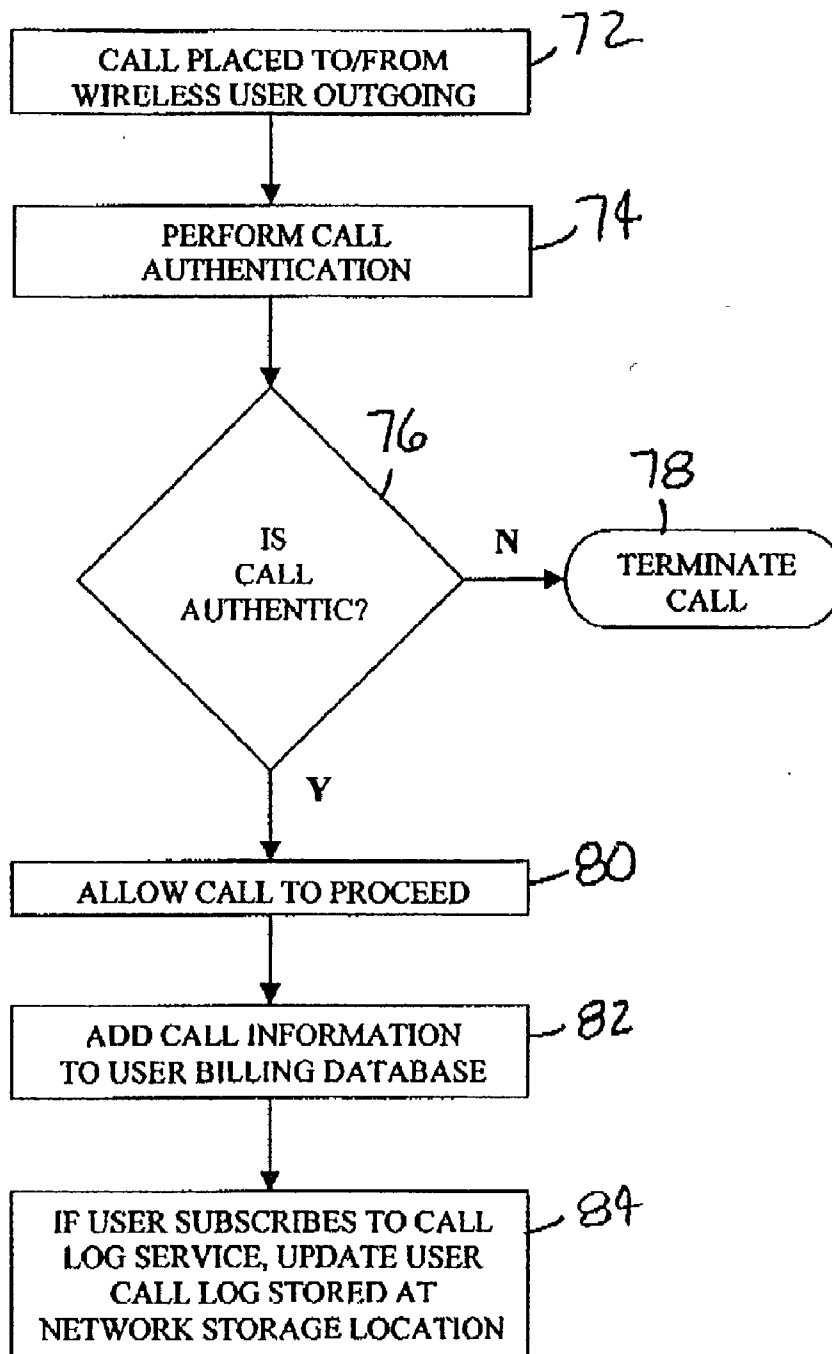 CALL PLACED TO/FROM
WIRELESS USER OUTGOING
72
PERFORM CALL
AUTHENTICATION
74
IS
CALL
AUTHENTIC?
76
N
TERMINATE
CALL
78
Y
ALLOW CALL TO PROCEED
80
ADD CALL INFORMATION
TO USER BILLING DATABASE
82
IF USER SUBSCRIBES TO CALL
LOG SERVICE, UPDATE USER
CALL LOG STORED AT
NETWORK STORAGE LOCATION
84